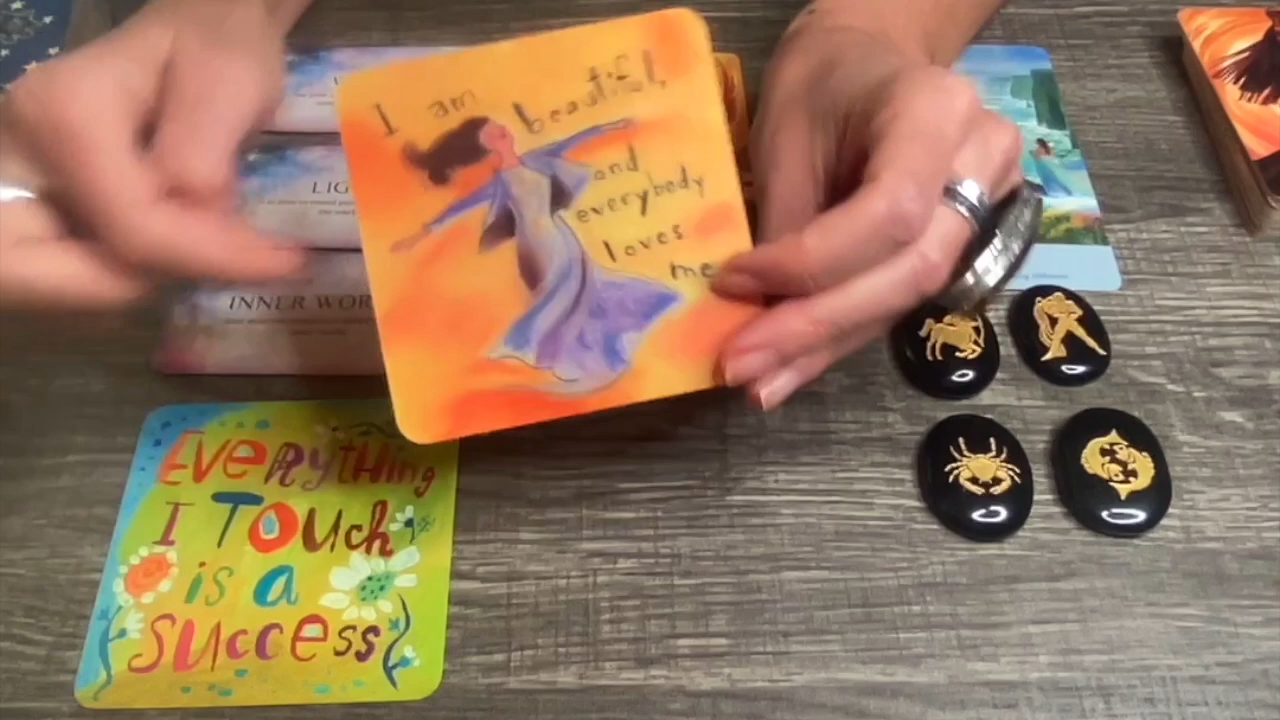 I am beautiful,
and
everybody
loves
me
LIG
INNER WOR
EVERYTHING
I TOUCH
is a
SUCCESS